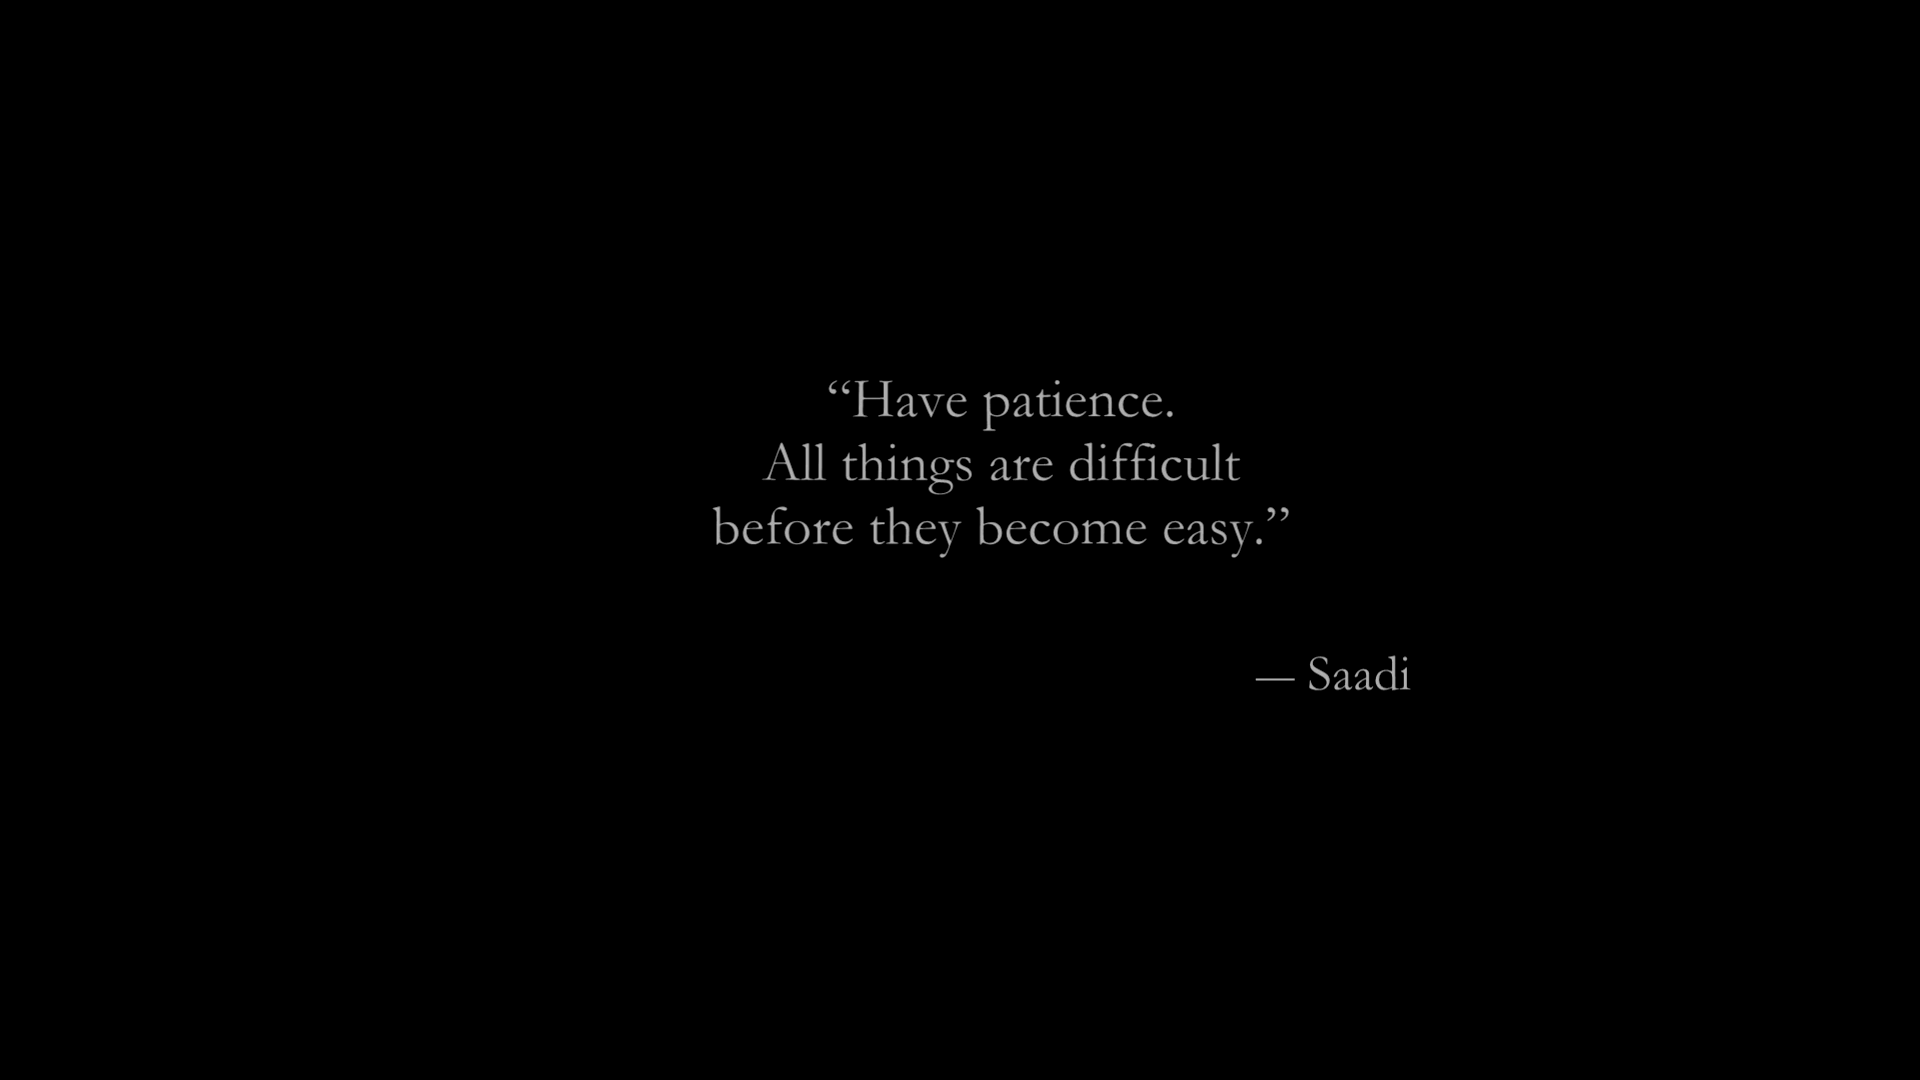 “Have patience.
All things are difficult
before they become easy.”
— Saadi